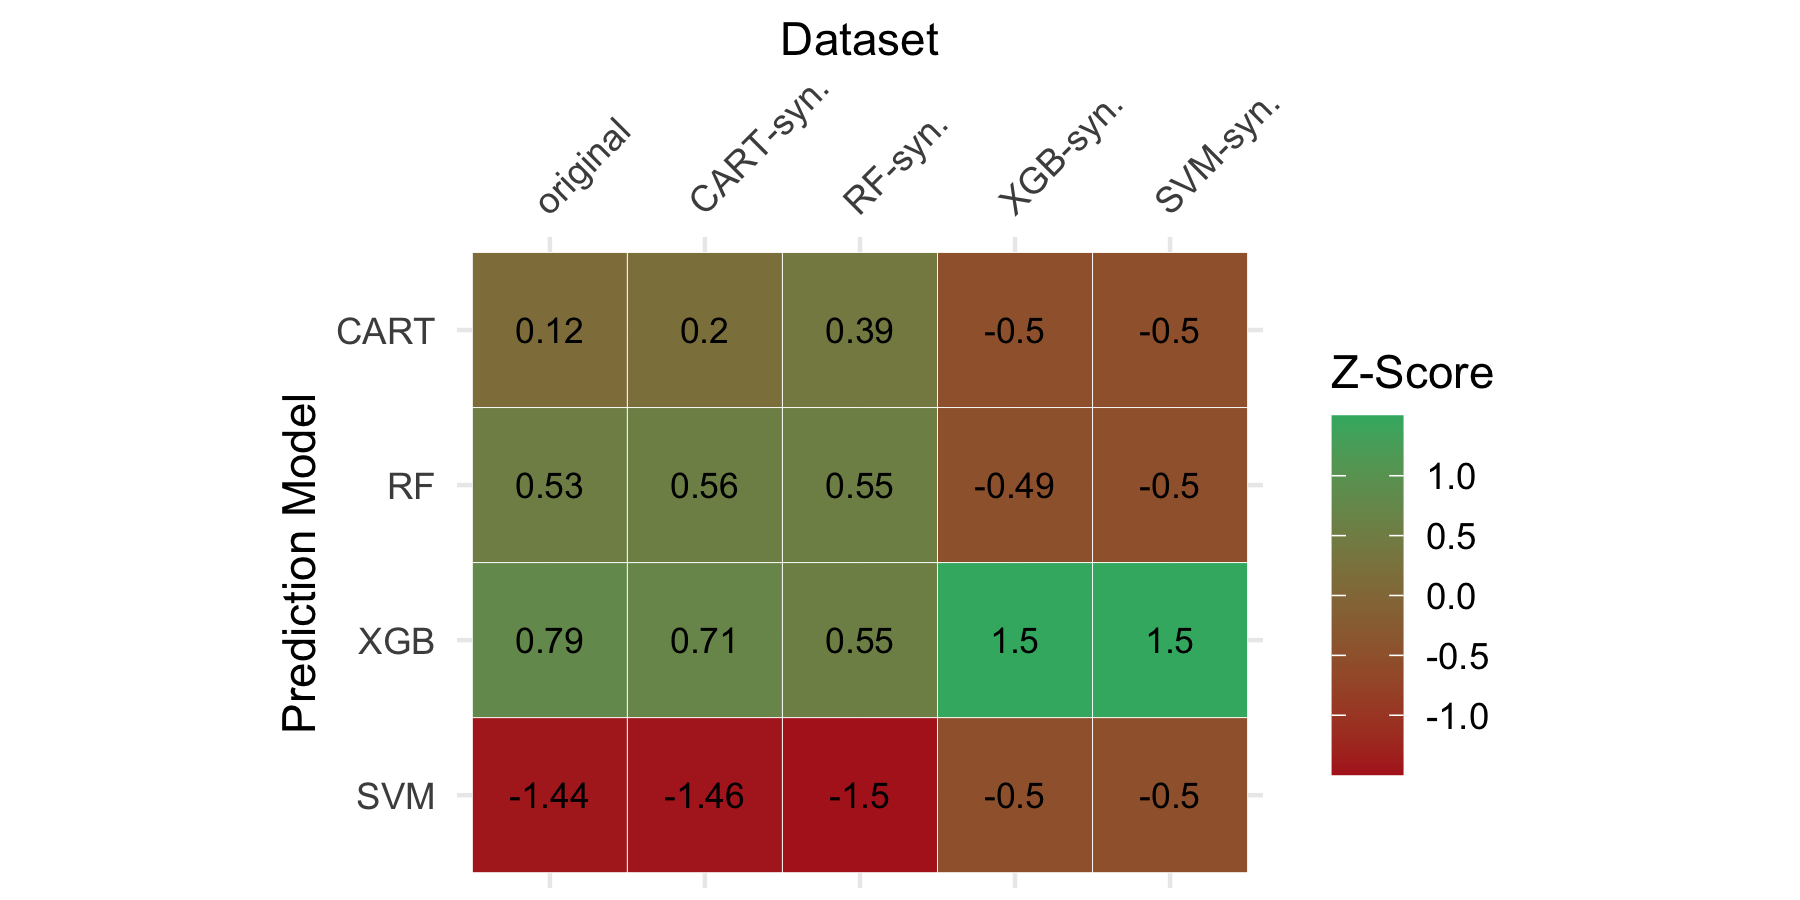 Dataset
original CART-syn. RF-syn. XGB-syn. SVM-syn.
Prediction Model
CART 0.12 0.2 0.39 -0.5 -0.5
RF 0.53 0.56 0.55 -0.49 -0.5
XGB 0.79 0.71 0.55 1.5 1.5
SVM -1.44 -1.46 -1.5 -0.5 -0.5
Z-Score
1.0
0.5
0.0
-0.5
-1.0